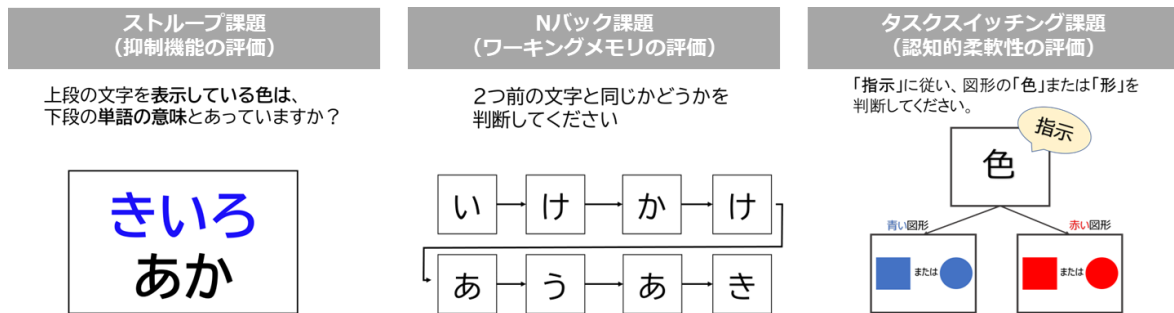 ストループ課題
（抑制機能の評価）
上段の文字を表示している色は、
下段の単語の意味とあっていますか？
きいろ
あか
Nバック課題
（ワーキングメモリの評価）
2つ前の文字と同じかどうかを
判断してください
い
け
か
け
あ
う
あ
き
タスクスイッチング課題
（認知的柔軟性の評価）
「指示」に従い、図形の「色」または「形」を
判断してください。
指示
色
青い図形
または
赤い図形
または